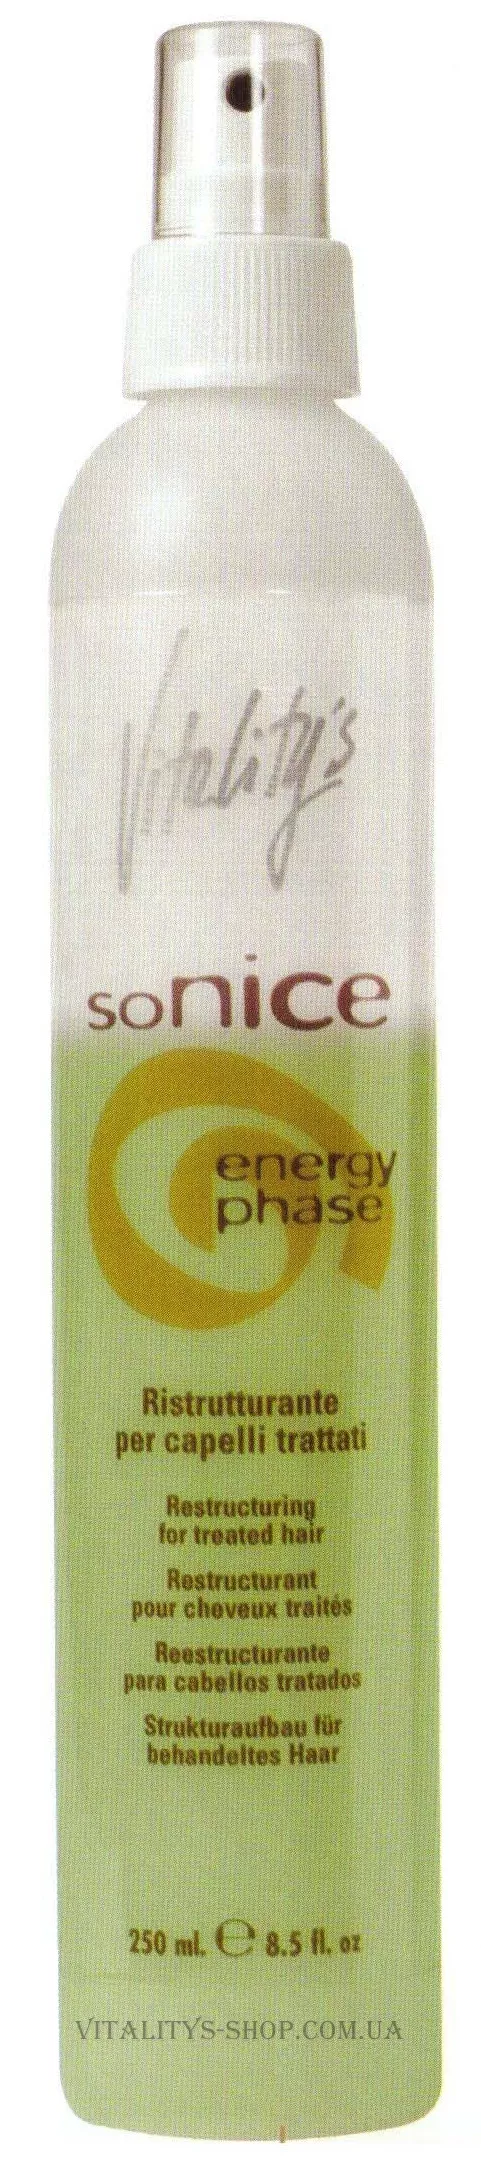 Vitality's
sonice
energy
phase
Ristrutturante
per capelli trattati
Restructuring
for treated hair
Restructurant
pour cheveux traités
Reestructurante
para cabellos tratados
Strukturaufbau für
behandeltes Haar
250 ml. ℮ 8.5 fl. oz
VITALITYS-SHOP.COM.UA